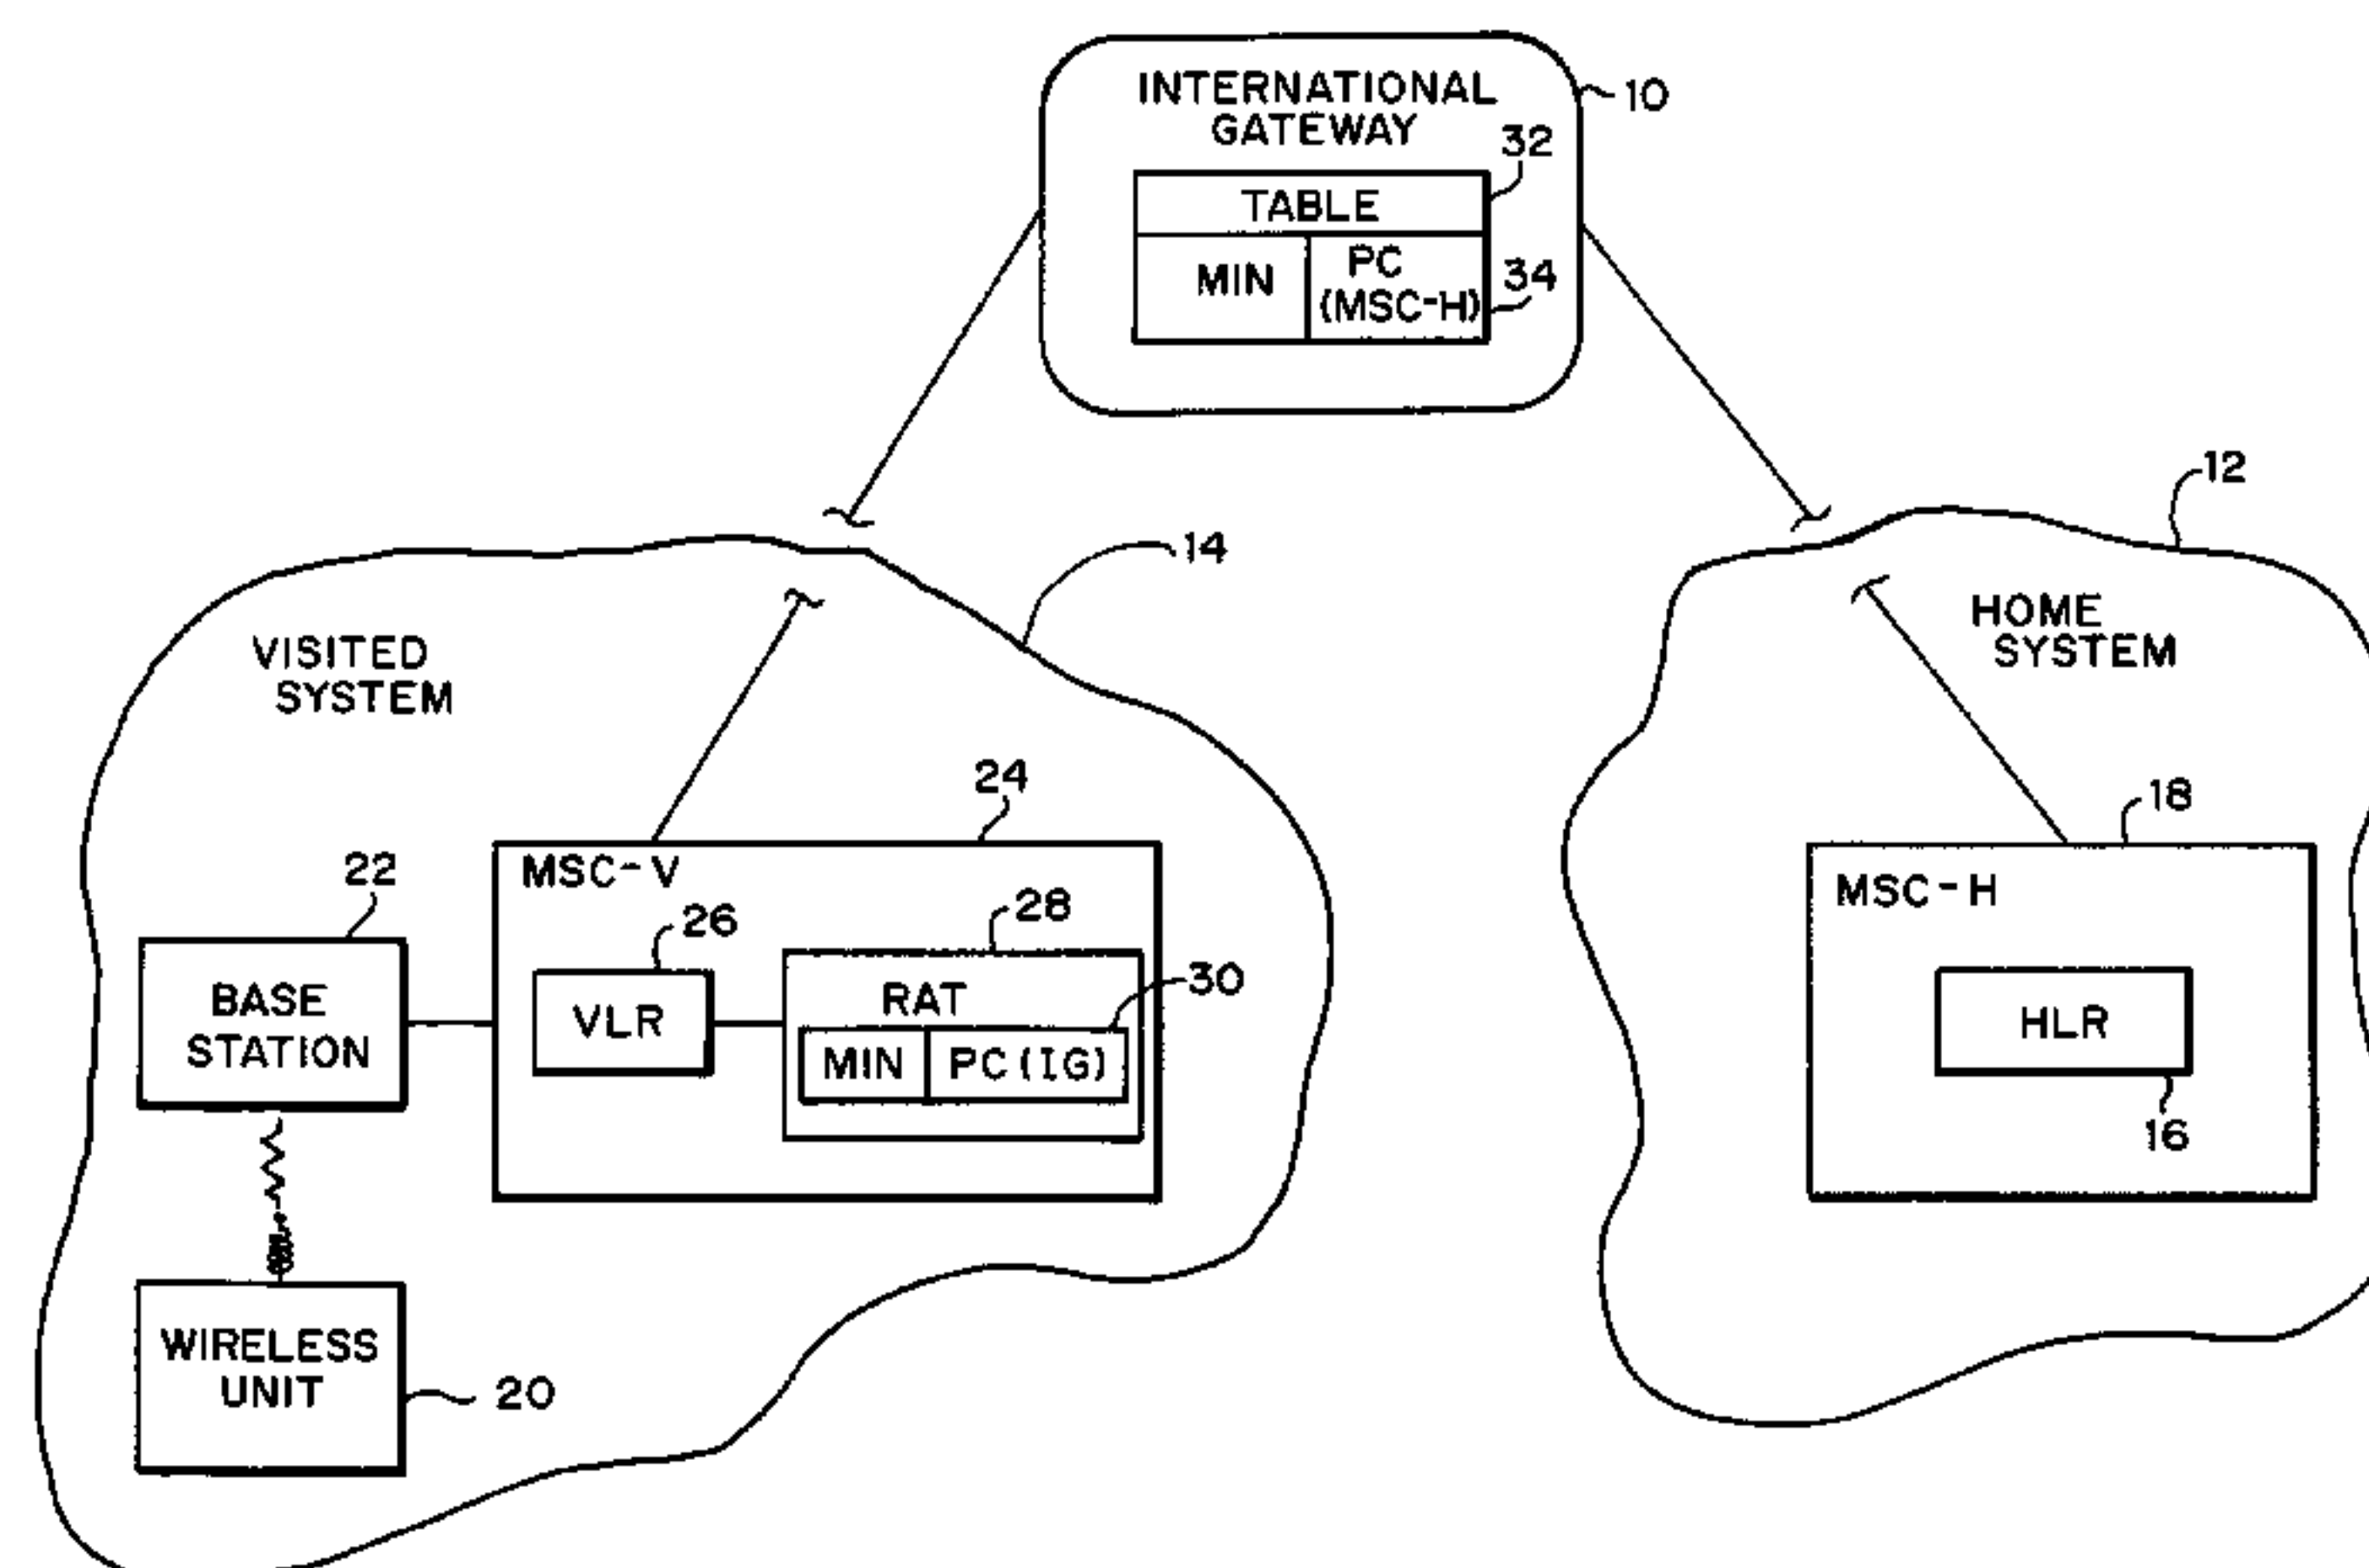 INTERNATIONAL
GATEWAY
10
32
TABLE
MIN
PC
(MSC-H)
34
12
14
VISITED
SYSTEM
HOME
SYSTEM
24
18
MSC-V
MSC-H
22
26
28
30
BASE
STATION
VLR
RAT
MIN
PC(IG)
HLR
16
WIRELESS
UNIT
20